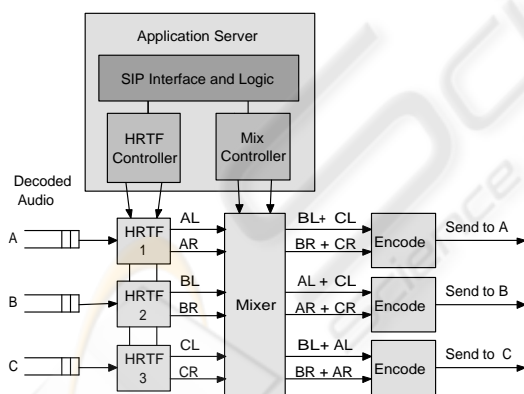 Application Server
SIP Interface and Logic
HRTF
Controller
Mix
Controller
Decoded
Audio
A
HRTF
1
AL
AR
B
HRTF
2
BL
BR
C
HRTF
3
CL
CR
Mixer
BL+ CL
BR + CR
Encode
Send to A
AL + CL
AR + CR
Encode
Send to B
BL+ AL
BR + AR
Encode
Send to C
science